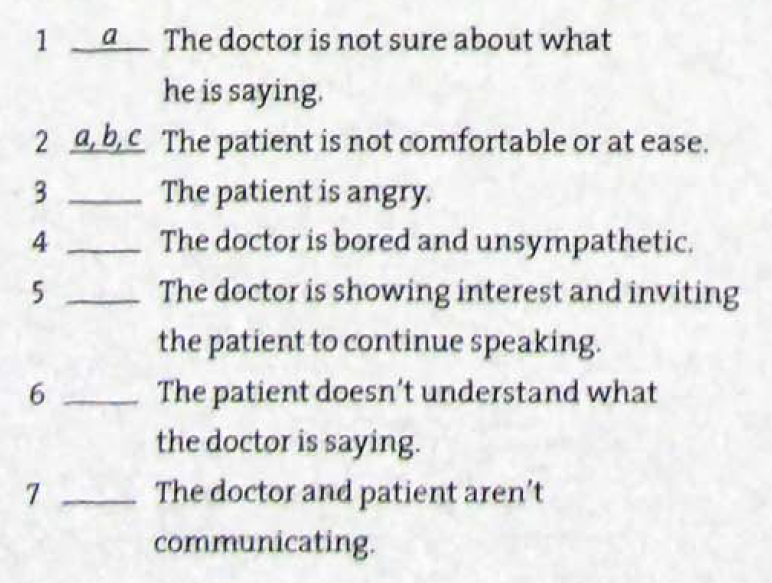 1 a The doctor is not sure about what
he is saying.
2 a,b,c The patient is not comfortable or at ease.
3 ____ The patient is angry.
4 ____ The doctor is bored and unsympathetic.
5 ____ The doctor is showing interest and inviting
the patient to continue speaking.
6 ____ The patient doesn't understand what
the doctor is saying.
7 ____ The doctor and patient aren't
communicating.